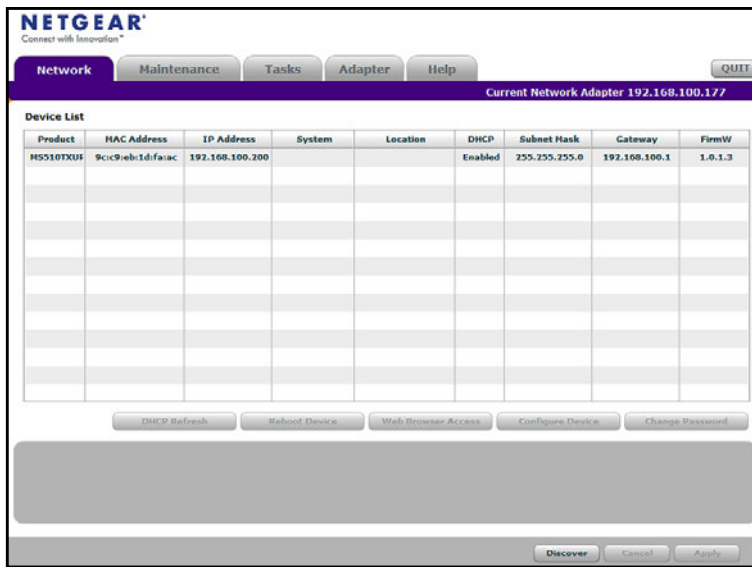 NETGEAR®
Connect with Innovation™
Network Maintenance Tasks Adapter Help QUIT
Current Network Adapter 192.168.100.177
Device List
Product MAC Address IP Address System Location DHCP Subnet Mask Gateway FirmW
MS510TXUP 9c:c9:eb:1d:fa:ac 192.168.100.200 Enabled 255.255.255.0 192.168.100.1 1.0.1.3
DHCP Refresh Reboot Device Web Browser Access Configure Device Change Password
Discover Cancel Apply